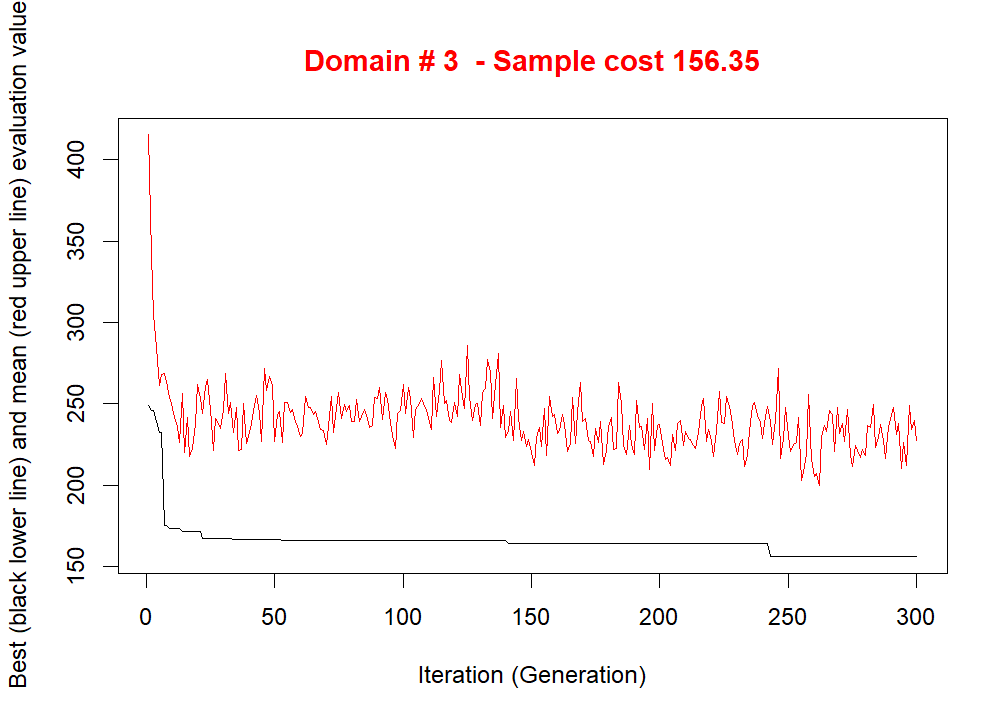 Domain # 3  - Sample cost 156.35
Best (black lower line) and mean (red upper line) evaluation value
400
350
300
250
200
150
0 50 100 150 200 250 300
Iteration (Generation)